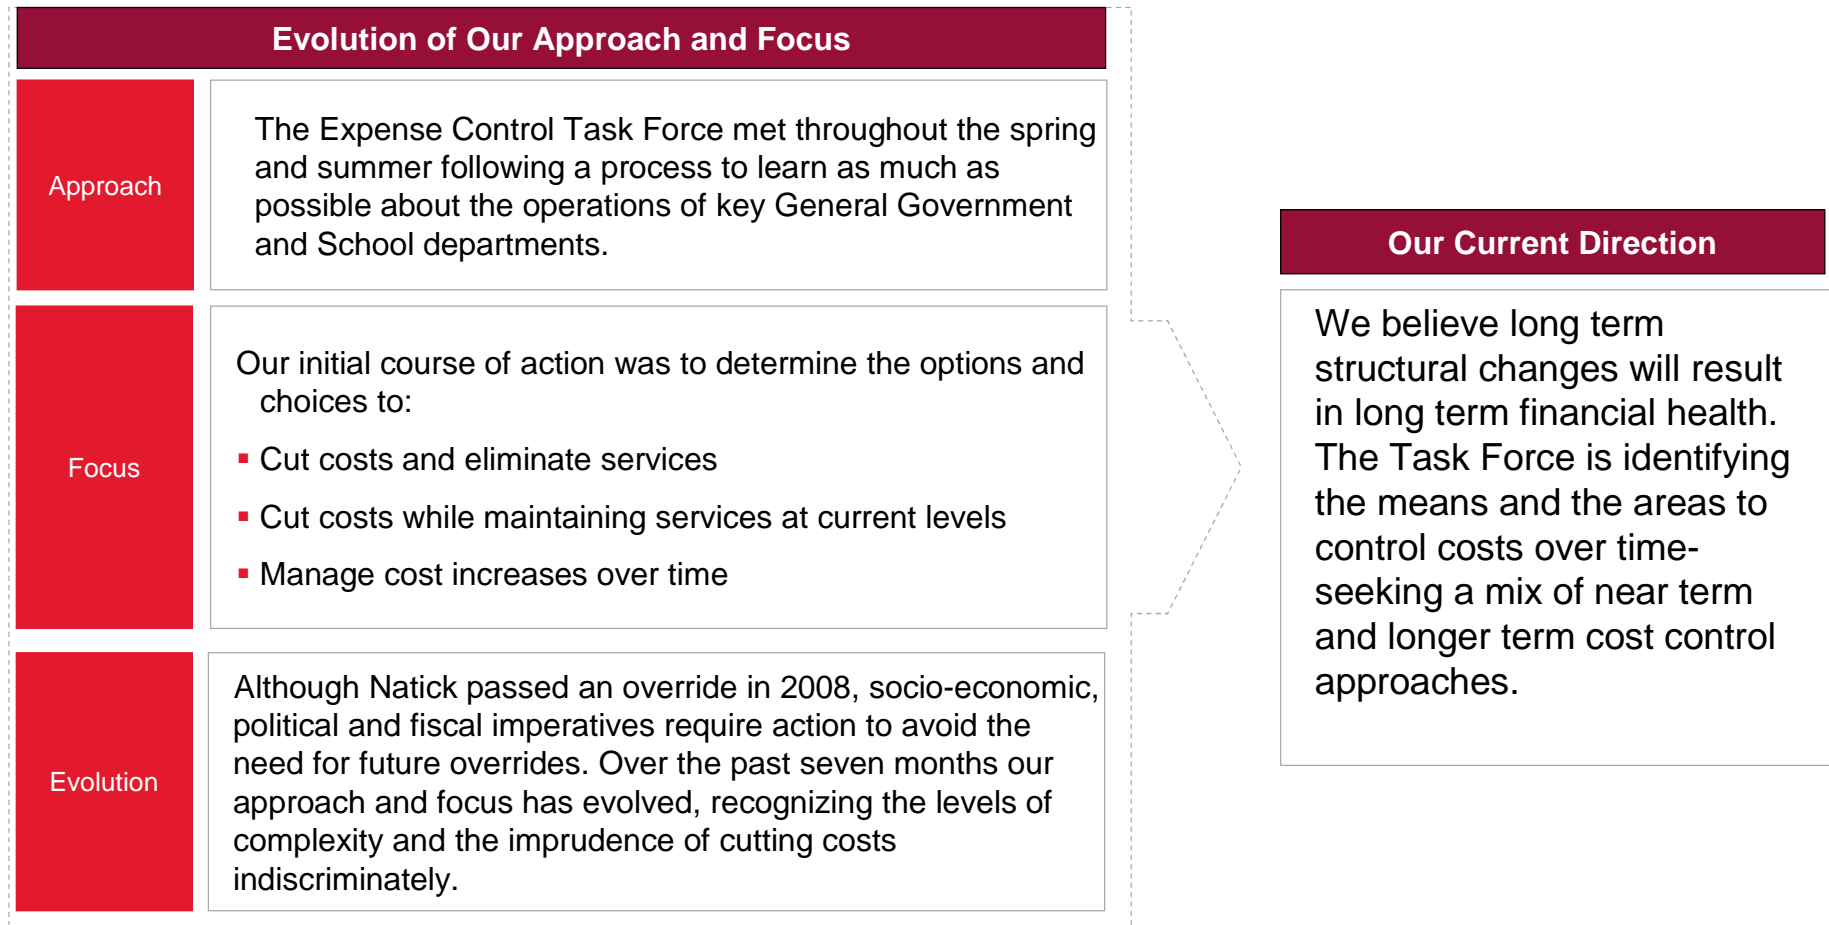 Evolution of Our Approach and Focus
Approach
The Expense Control Task Force met throughout the spring
and summer following a process to learn as much as
possible about the operations of key General Government
and School departments.
Focus
Our initial course of action was to determine the options and
choices to:
▪ Cut costs and eliminate services
▪ Cut costs while maintaining services at current levels
▪ Manage cost increases over time
Evolution
Although Natick passed an override in 2008, socio-economic,
political and fiscal imperatives require action to avoid the
need for future overrides. Over the past seven months our
approach and focus has evolved, recognizing the levels of
complexity and the imprudence of cutting costs
indiscriminately.
Our Current Direction
We believe long term
structural changes will result
in long term financial health.
The Task Force is identifying
the means and the areas to
control costs over time-
seeking a mix of near term
and longer term cost control
approaches.